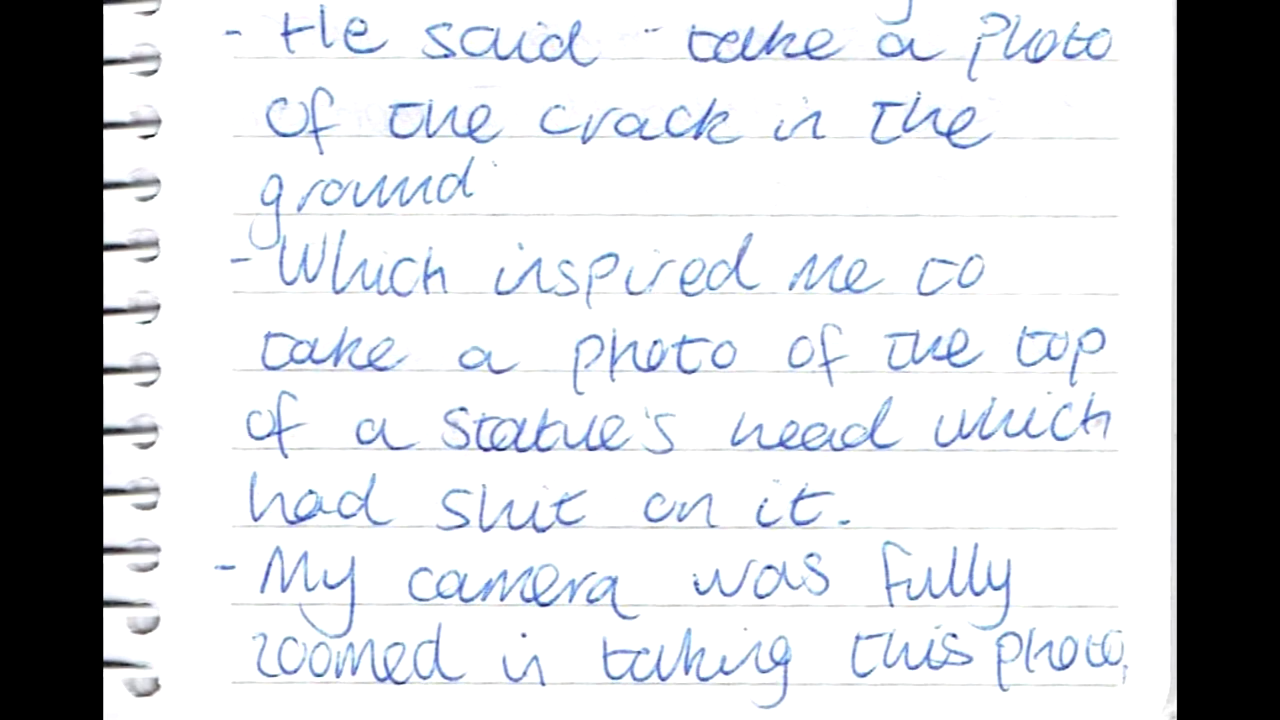 - He said - take a photo
of the crack in the
ground
- Which inspired me to
take a photo of the top
of a statue's head which
had shit on it.
- My camera was fully
zoomed in taking this photo,